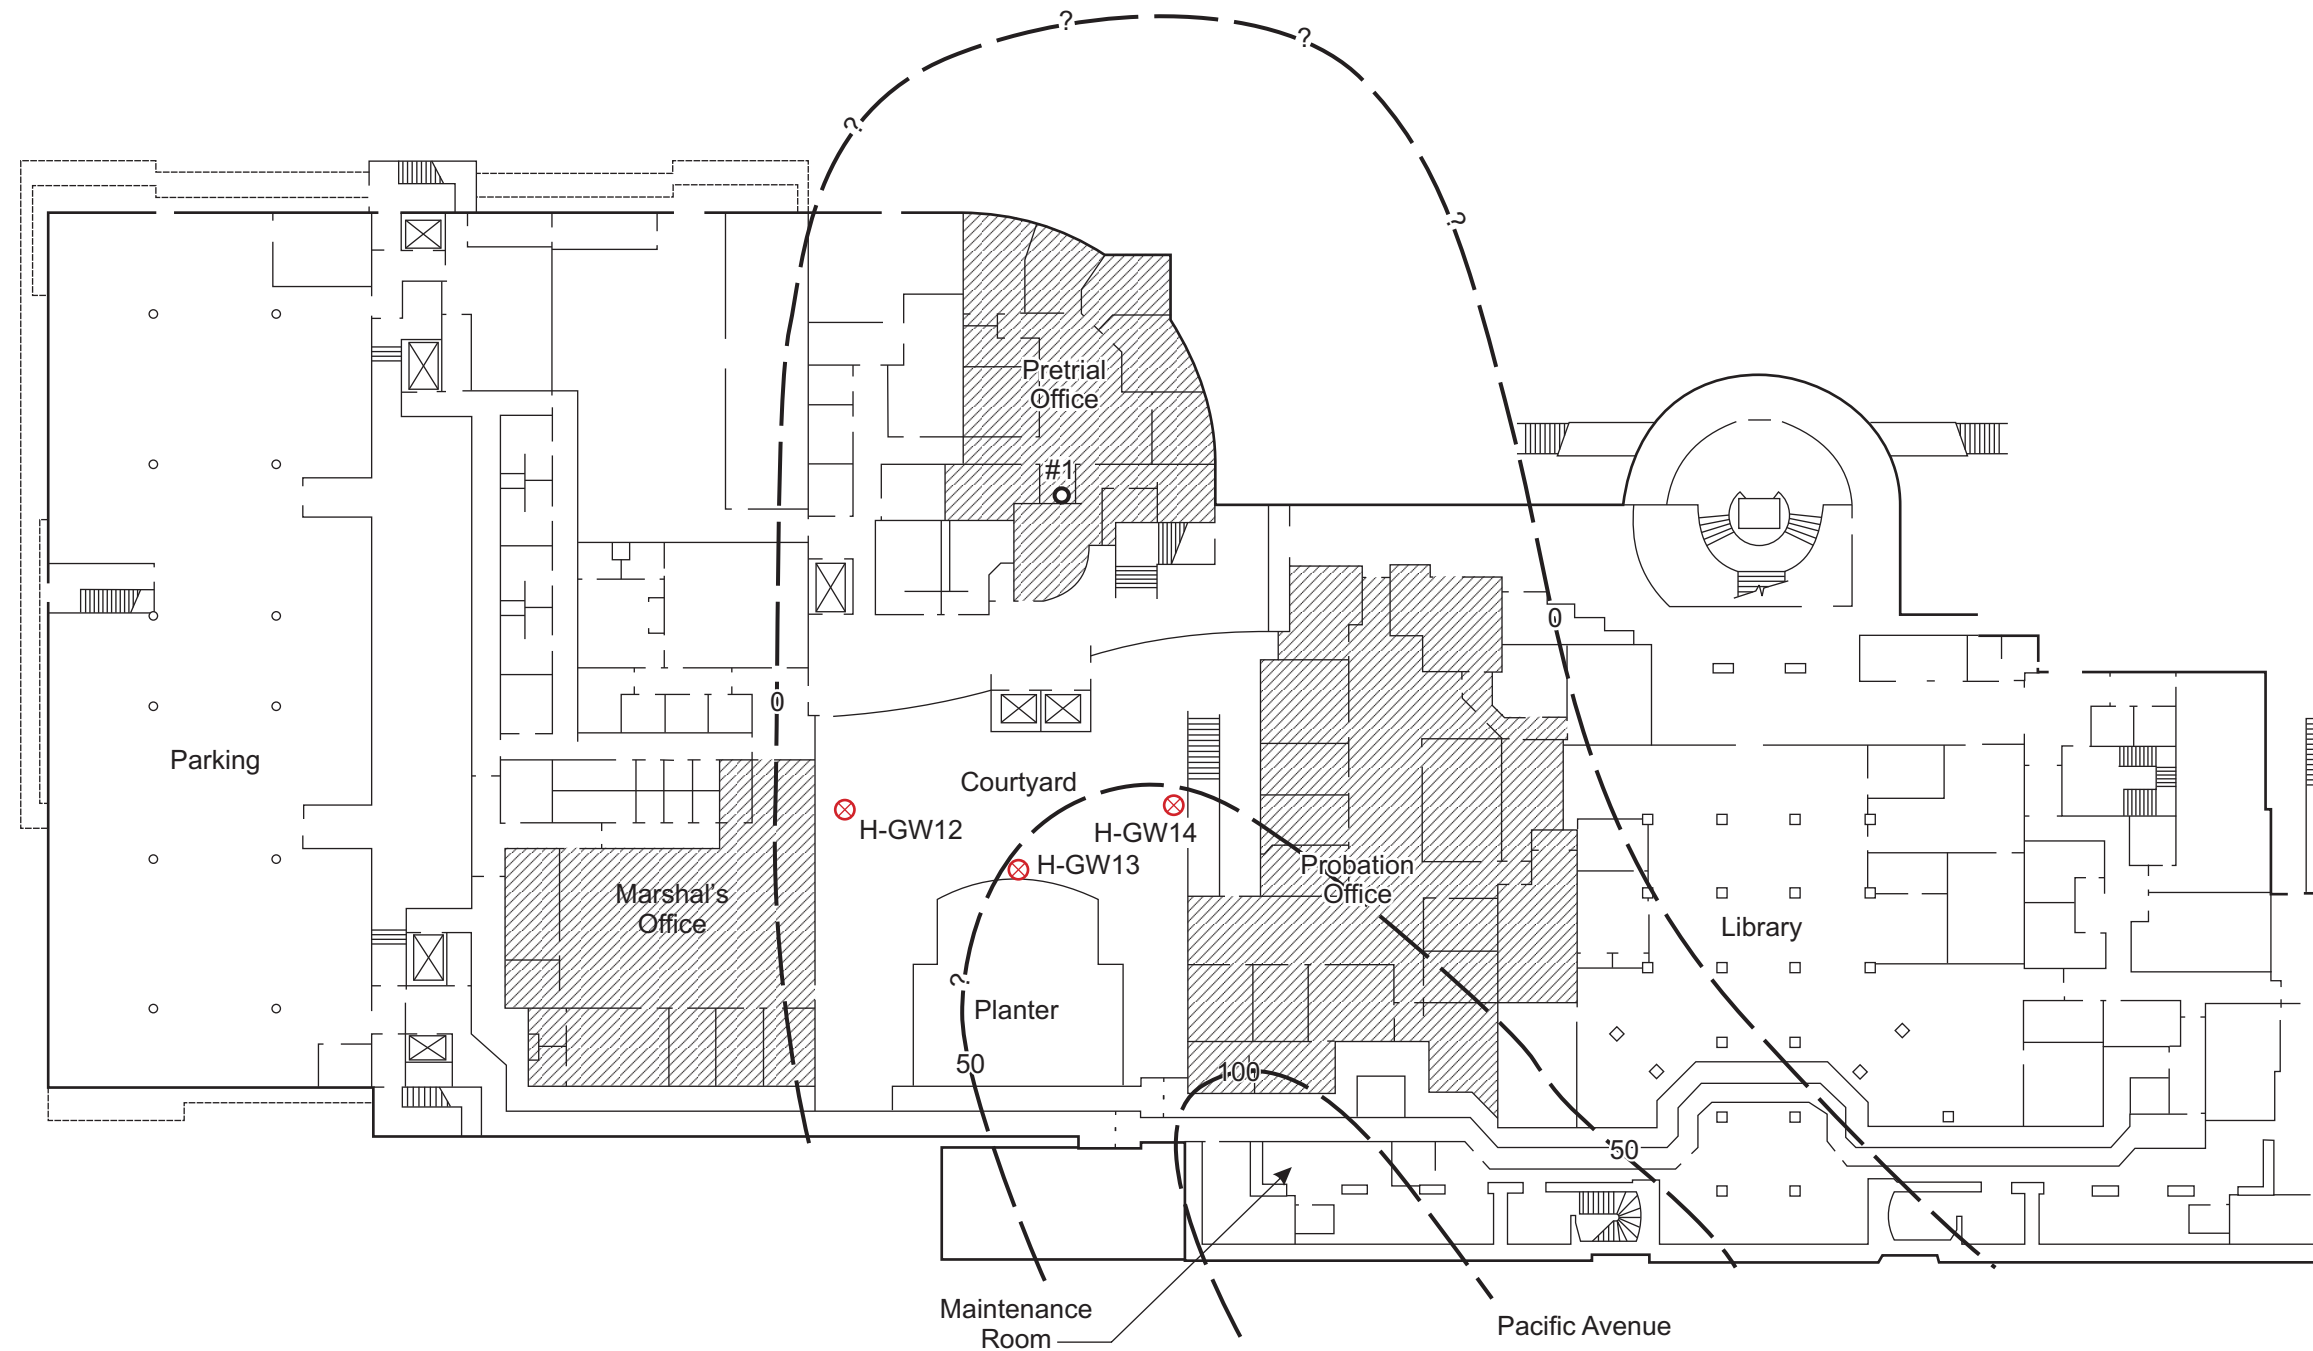 ?
?
?
?
Pretrial
Office
#1
0
0
Parking
Courtyard
H-GW12
H-GW14
H-GW13
Probation
Office
Marshal's
Office
Library
?
Planter
50
100
50
Maintenance
Room
Pacific Avenue